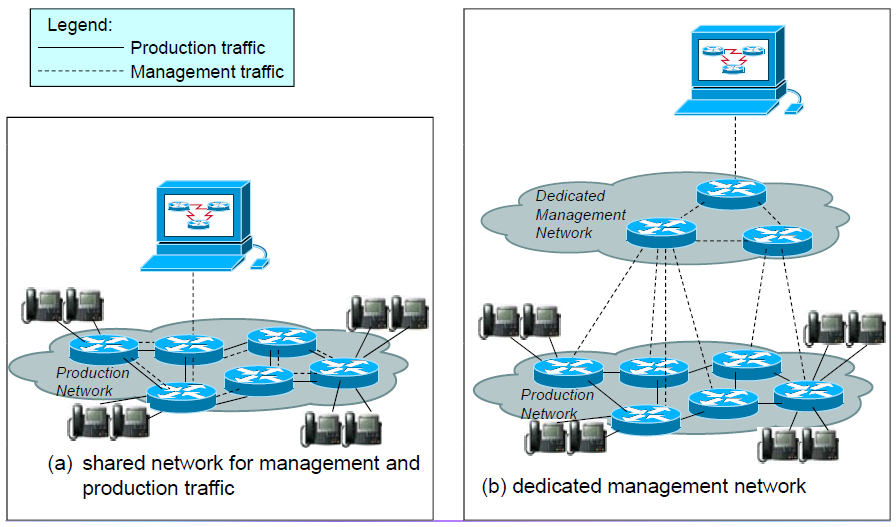 Legend:
Production traffic
Management traffic
Production
Network
(a) shared network for management and
production traffic
Dedicated
Management
Network
Production
Network
(b) dedicated management network